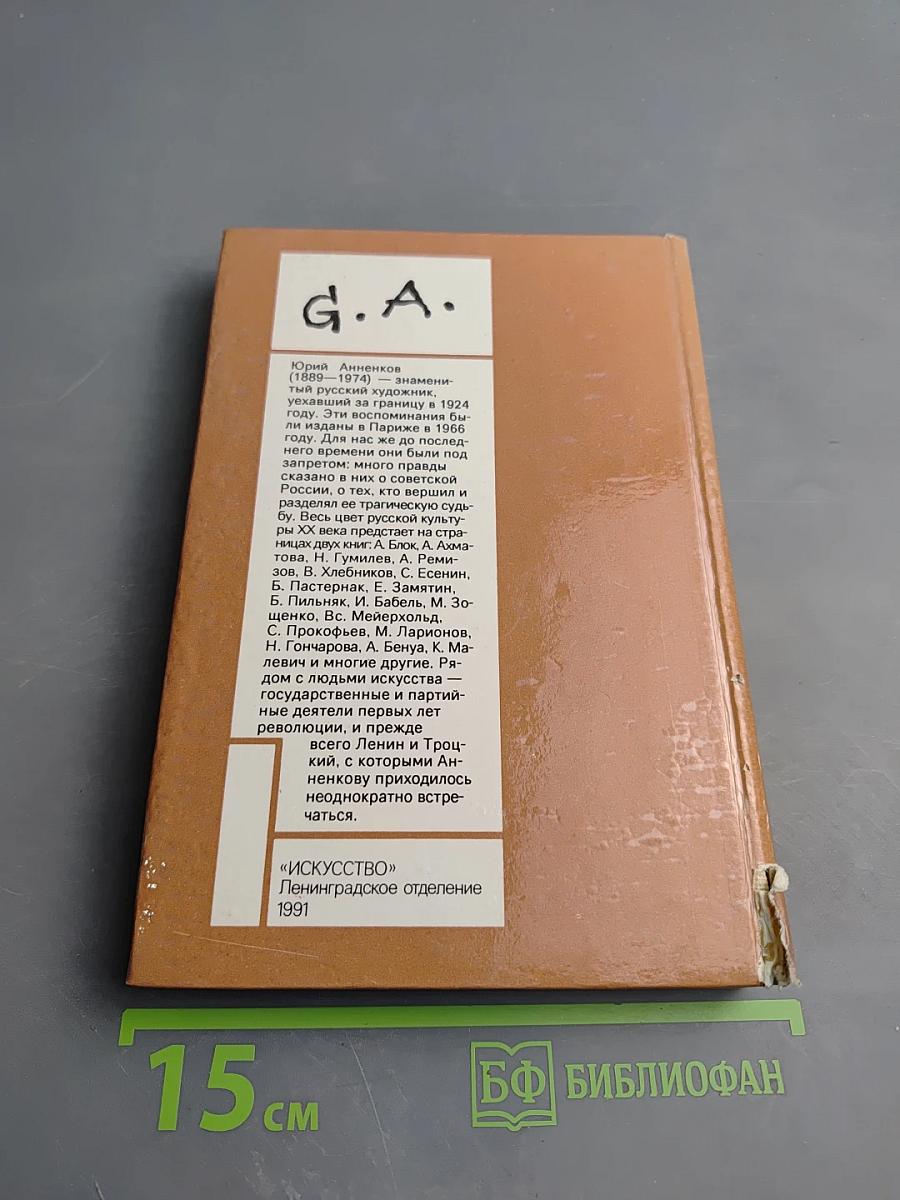 G. A.
Юрий Анненков
(1889—1974) — знамени-
тый русский художник,
уехавший за границу в 1924
году. Эти воспоминания бы-
ли изданы в Париже в 1966
году. Для нас же до послед-
него времени они были под
запретом: много правды
сказано в них о советской
России, о тех, кто вершил и
разделял ее трагическую судь-
бу. Весь цвет русской культу-
ры XX века предстает на стра-
ницах двух книг: А. Блок, А. Ахма-
това, Н. Гумилев, А. Реми-
зов, В. Хлебников, С. Есенин,
Б. Пастернак, Е. Замятин,
Б. Пильняк, И. Бабель, М. Зо-
щенко, Вс. Мейерхольд,
С. Прокофьев, М. Ларионов,
Н. Гончарова, А. Бенуа, К. Ма-
левич и многие другие. Ря-
дом с людьми искусства —
государственные и партий-
ные деятели первых лет
революции, и прежде
всего Ленин и Троц-
кий, с которыми Ан-
ненкову приходилось
неоднократно встре-
чаться.
«ИСКУССТВО»
Ленинградское отделение
1991
15 см
БФ БИБЛИОФАН